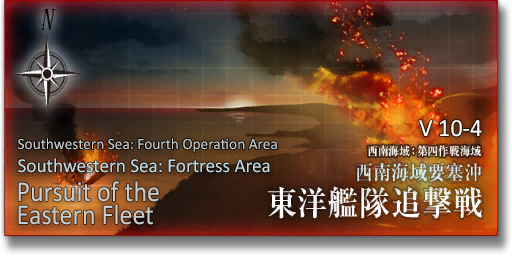 N
V 10-4
Southwestern Sea: Fourth Operation Area
西南海域：第四作戦海域
Southwestern Sea: Fortress Area
西南海域要塞沖
Pursuit of the
Eastern Fleet
東洋艦隊追撃戦